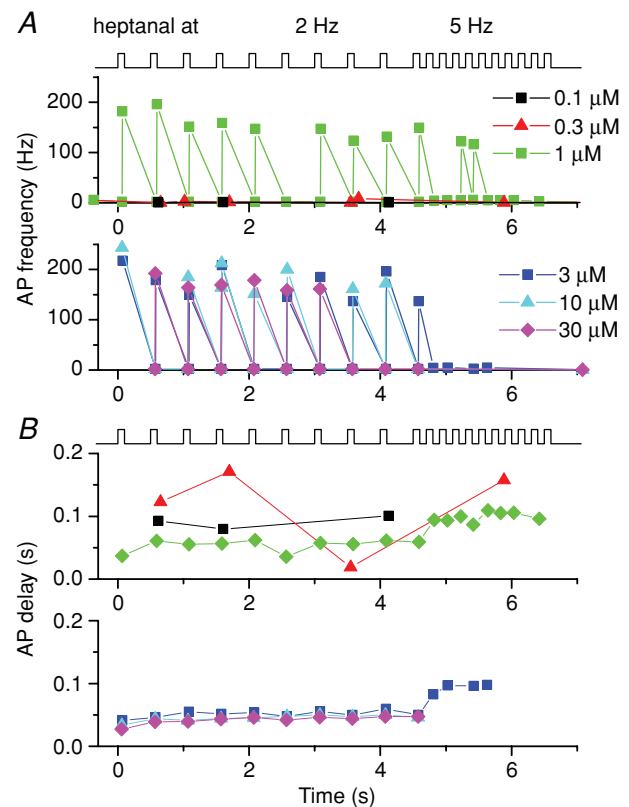 A heptanal at 2 Hz 5 Hz
AP frequency (Hz)
200
100
0
0.1 µM
0.3 µM
1 µM
0 2 4 6
200
100
0
3 µM
10 µM
30 µM
0 2 4 6
B
AP delay (s)
0.2
0.1
0.0
0 2 4 6
0.2
0.1
0.0
0 2 4 6
Time (s)